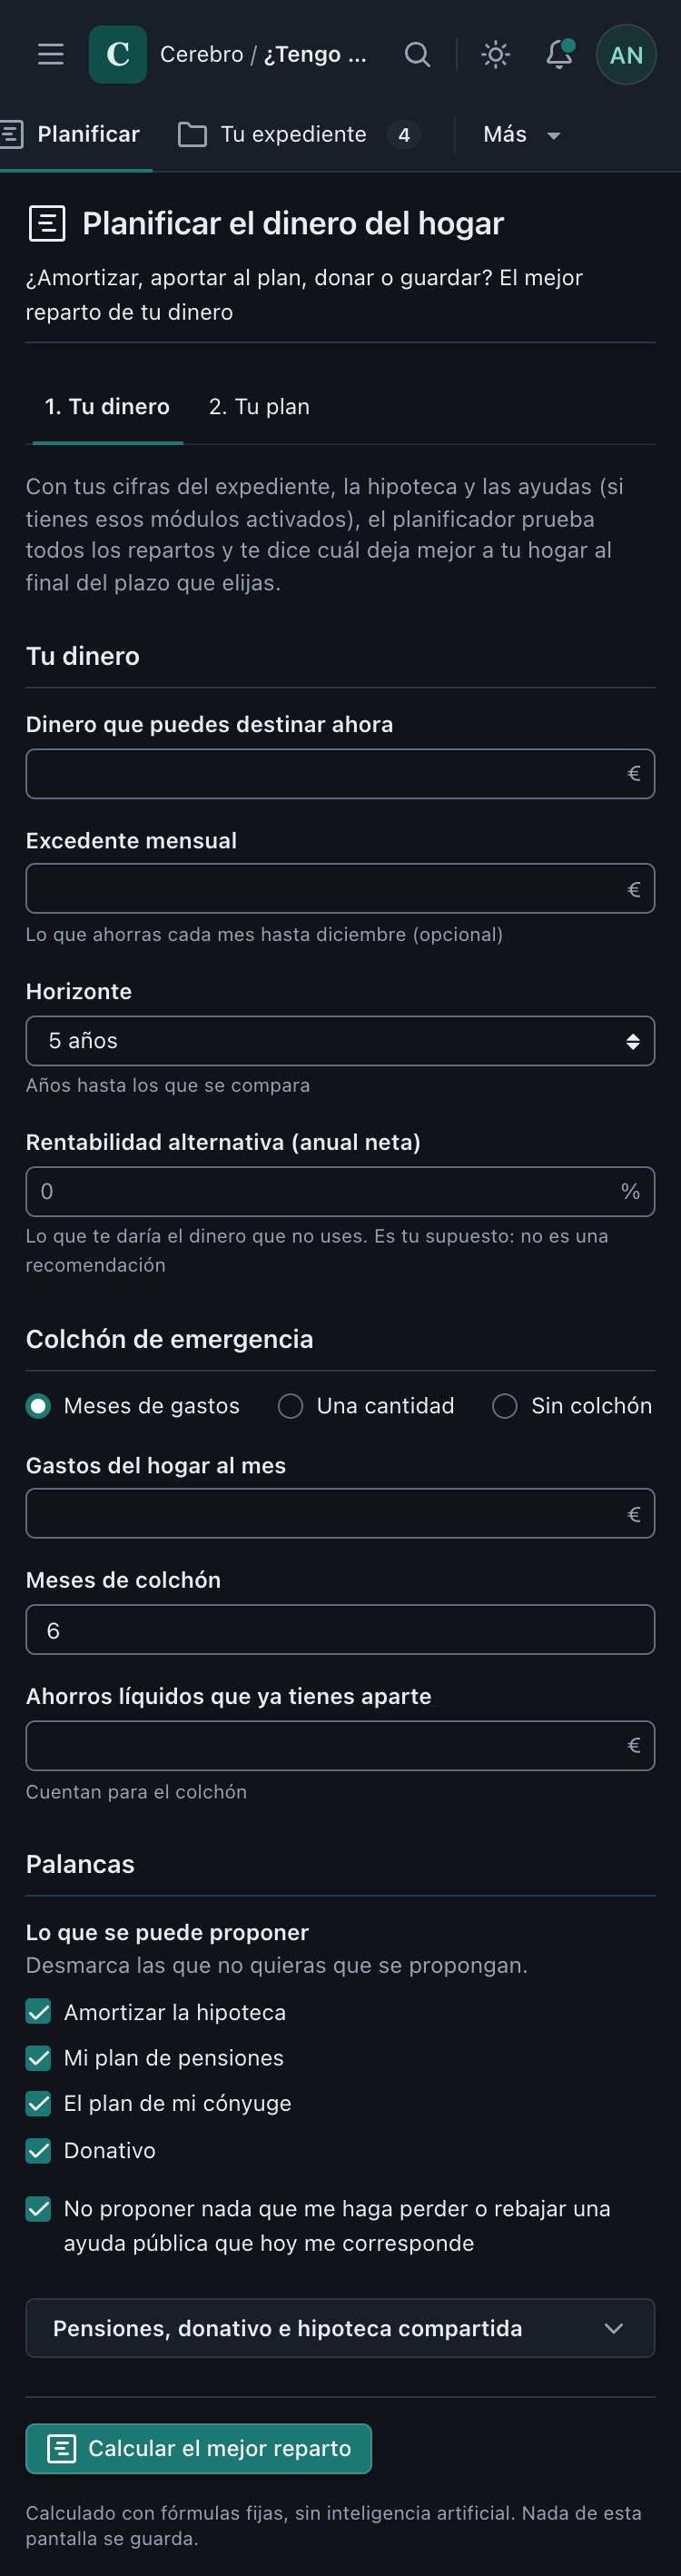 C Cerebro / ¿Tengo ... AN
Planificar Tu expediente 4 Más
Planificar el dinero del hogar
¿Amortizar, aportar al plan, donar o guardar? El mejor
reparto de tu dinero
1. Tu dinero 2. Tu plan
Con tus cifras del expediente, la hipoteca y las ayudas (si
tienes esos módulos activados), el planificador prueba
todos los repartos y te dice cuál deja mejor a tu hogar al
final del plazo que elijas.
Tu dinero
Dinero que puedes destinar ahora
€
Excedente mensual
€
Lo que ahorras cada mes hasta diciembre (opcional)
Horizonte
5 años
Años hasta los que se compara
Rentabilidad alternativa (anual neta)
0 %
Lo que te daría el dinero que no uses. Es tu supuesto: no es una
recomendación
Colchón de emergencia
Meses de gastos Una cantidad Sin colchón
Gastos del hogar al mes
€
Meses de colchón
6
Ahorros líquidos que ya tienes aparte
€
Cuentan para el colchón
Palancas
Lo que se puede proponer
Desmarca las que no quieras que se propongan.
Amortizar la hipoteca
Mi plan de pensiones
El plan de mi cónyuge
Donativo
No proponer nada que me haga perder o rebajar una
ayuda pública que hoy me corresponde
Pensiones, donativo e hipoteca compartida
Calcular el mejor reparto
Calculado con fórmulas fijas, sin inteligencia artificial. Nada de esta
pantalla se guarda.